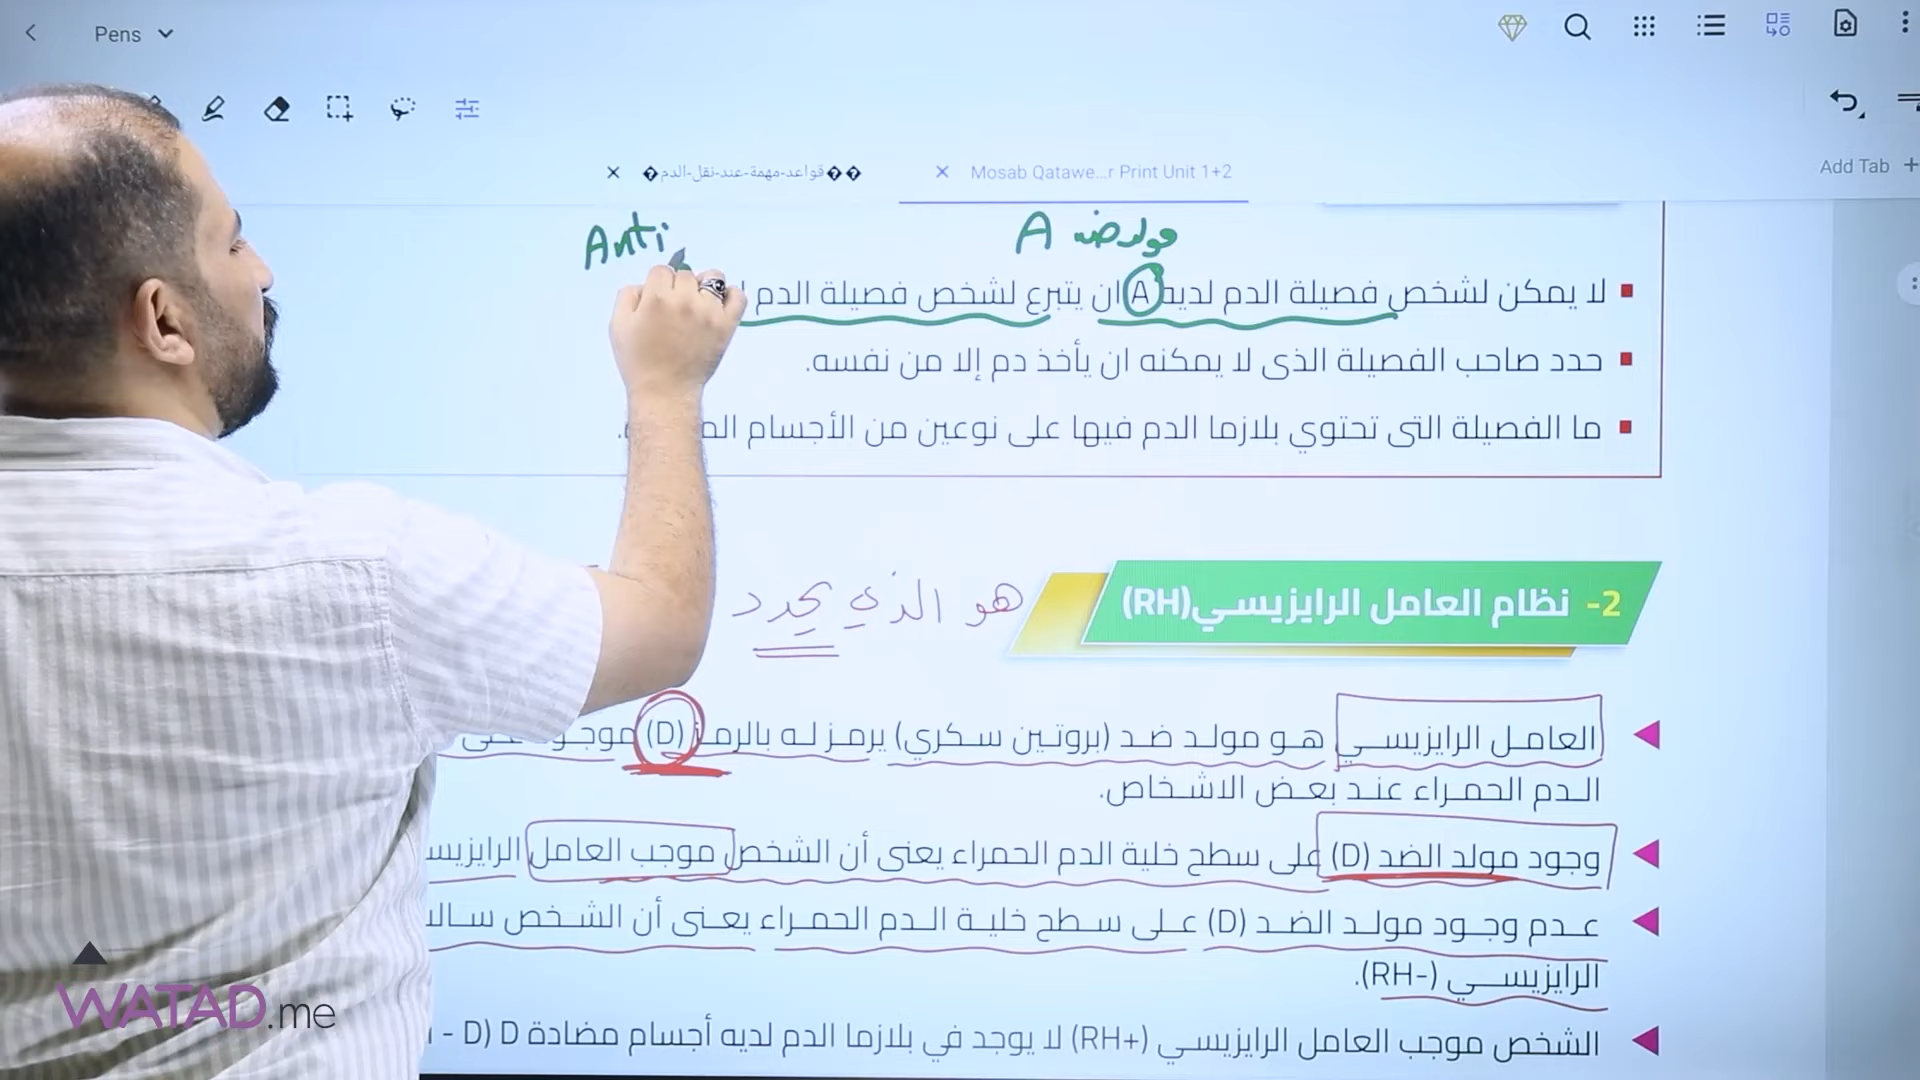 Pens
قواعد-مهمة-عند-نقل-الدم
Mosab Qatawe...r Print Unit 1+2
Add Tab +
مولد ضد A
Anti
لا يمكن لشخص فصيلة الدم لديه A ان يتبرع لشخص فصيلة الدم
حدد صاحب الفصيلة الذى لا يمكنه ان يأخذ دم إلا من نفسه.
ما الفصيلة التى تحتوي بلازما الدم فيها على نوعين من الأجسام
2- نظام العامل الرايزيسي(RH)
هو الذي يحدد
العامل الرايزيسي هو مولد ضد (بروتين سكري) يرمز له بالرمز (D)
الدم الحمراء عند بعض الاشخاص.
وجود مولد الضد (D) على سطح خلية الدم الحمراء يعنى أن الشخص موجب العامل
عدم وجود مولد الضد (D) على سطح خلية الدم الحمراء يعنى أن الشخص
الرايزيسي (RH-).
الشخص موجب العامل الرايزيسي (RH+) لا يوجد في بلازما الدم لديه أجسام مضادة D (D -
WATAD.me